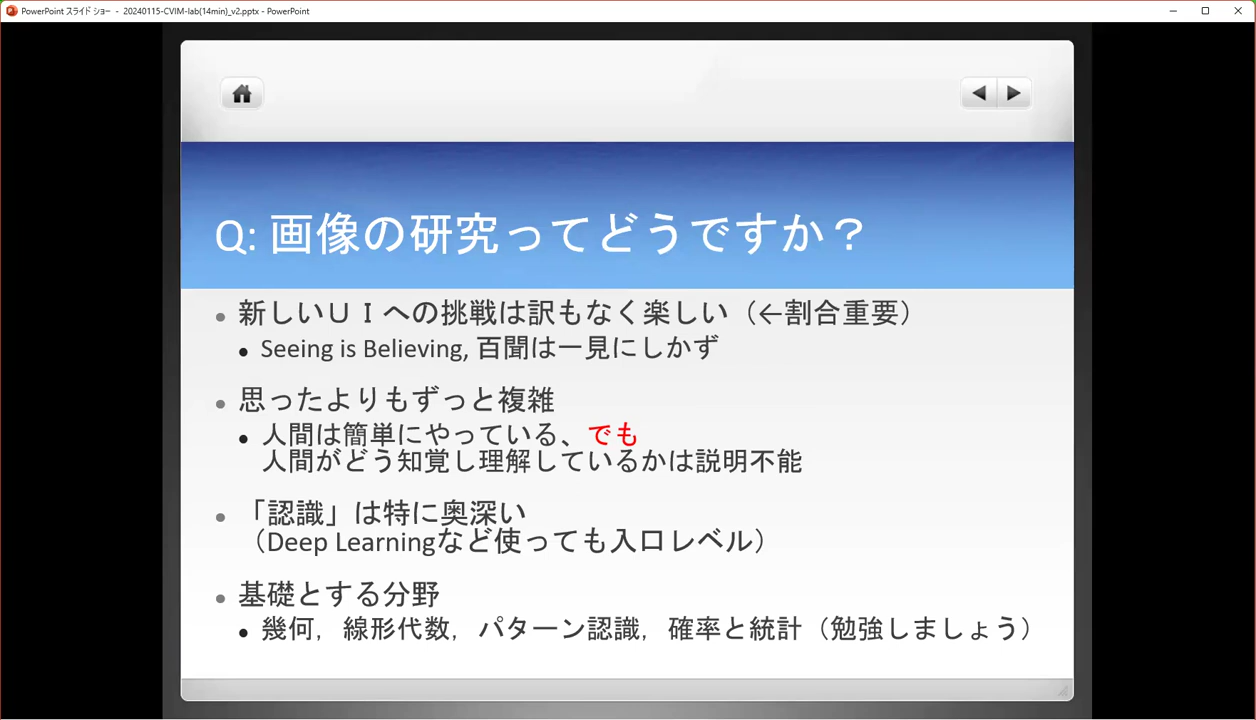 PowerPoint スライド ショー - 20240115-CVIM-lab(14min)_v2.pptx - PowerPoint
Q: 画像の研究ってどうですか？
新しいＵＩへの挑戦は訳もなく楽しい（←割合重要）
Seeing is Believing, 百聞は一見にしかず
思ったよりもずっと複雑
人間は簡単にやっている、でも
人間がどう知覚し理解しているかは説明不能
「認識」は特に奥深い
（Deep Learningなど使っても入口レベル）
基礎とする分野
幾何，線形代数，パターン認識，確率と統計（勉強しましょう）